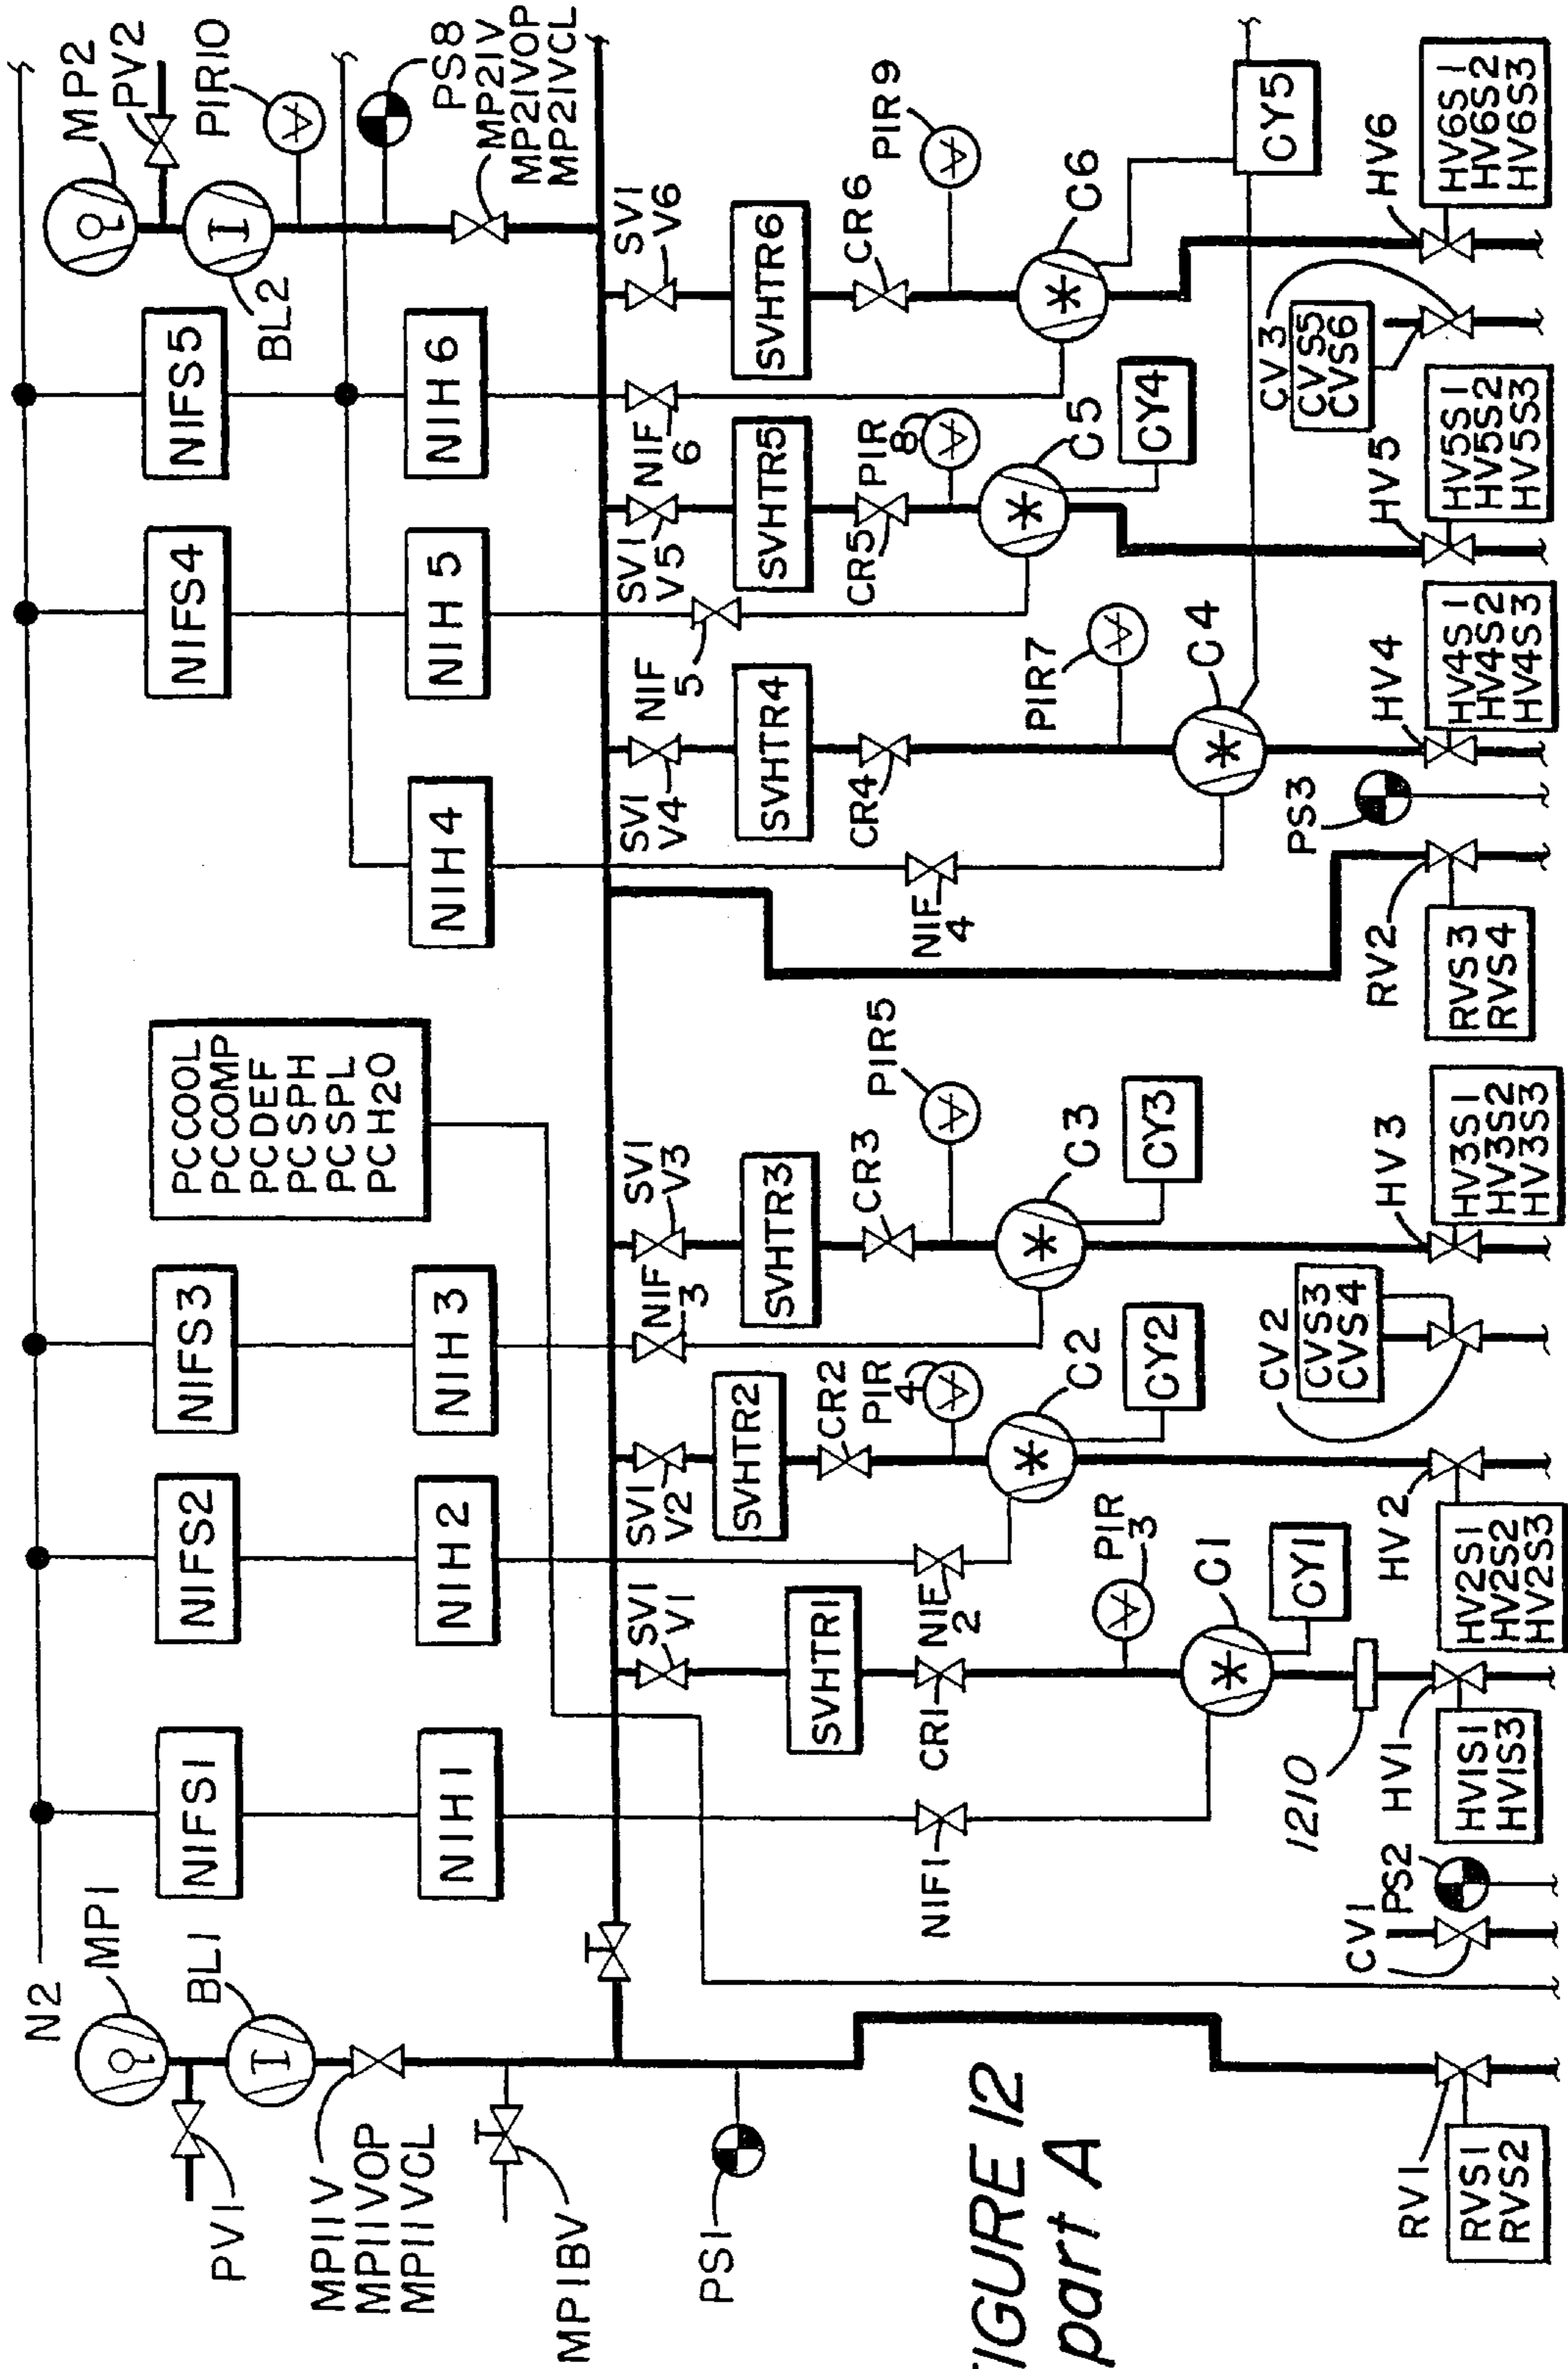 N2
MP1
BL1
PV1
MP1IV
MP1IVOP
MP1IVCL
MP1BV
PS1
NIFS1
NIFS2
NIFS3
NIFS4
NIFS5
MP2
PV2
PIR10
BL2
PS8
MP2IV
MP2IVOP
MP2IVCL
NIH1
NIH2
NIH3
NIH4
NIH5
NIH6
PCCOOL
PCCOMP
PCDEF
PCSPH
PCSPL
PCH2O
SV1
V1
SV1
V2
NIF
3
SV1
V3
SV1
V4
NIF
5
SV1
V5
NIF
6
SV1
V6
SVHTR1
SVHTR2
SVHTR3
SVHTR4
SVHTR5
SVHTR6
NIF1
CR1
NIF
2
CR2
PIR
4
CR3
PIR5
NIF
4
CR4
PIR7
CR5
PIR
8
CR6
PIR9
PIR
3
C1
C2
C3
C4
C5
C6
CY1
CY2
CY3
CY4
CY5
1210
RV1
RVS1
RVS2
CV1
PS2
HV1
HV1S1
HV1S3
HV2
HV2S1
HV2S2
HV2S3
CV2
CVS3
CVS4
HV3
HV3S1
HV3S2
HV3S3
RV2
RVS3
RVS4
PS3
HV4
HV4S1
HV4S2
HV4S3
HV5
HV5S1
HV5S2
HV5S3
CV3
CVS5
CVS6
HV6
HV6S1
HV6S2
HV6S3
FIGURE 12
part A